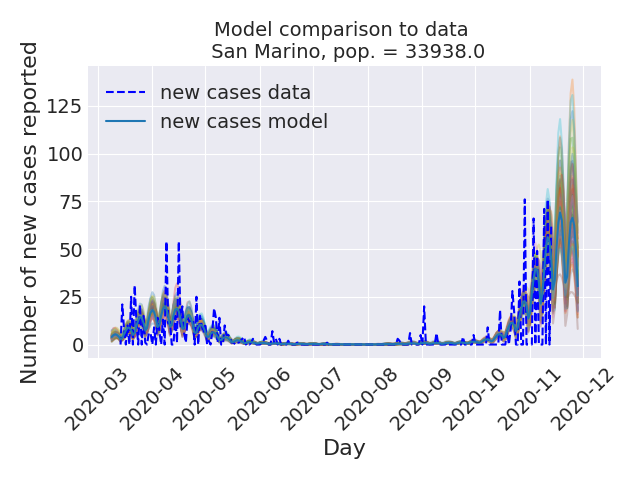 Model comparison to data
San Marino, pop. = 33938.0
new cases data
new cases model
Number of new cases reported
125
100
75
50
25
0
2020-03
2020-04
2020-05
2020-06
2020-07
2020-08
2020-09
2020-10
2020-11
2020-12
Day